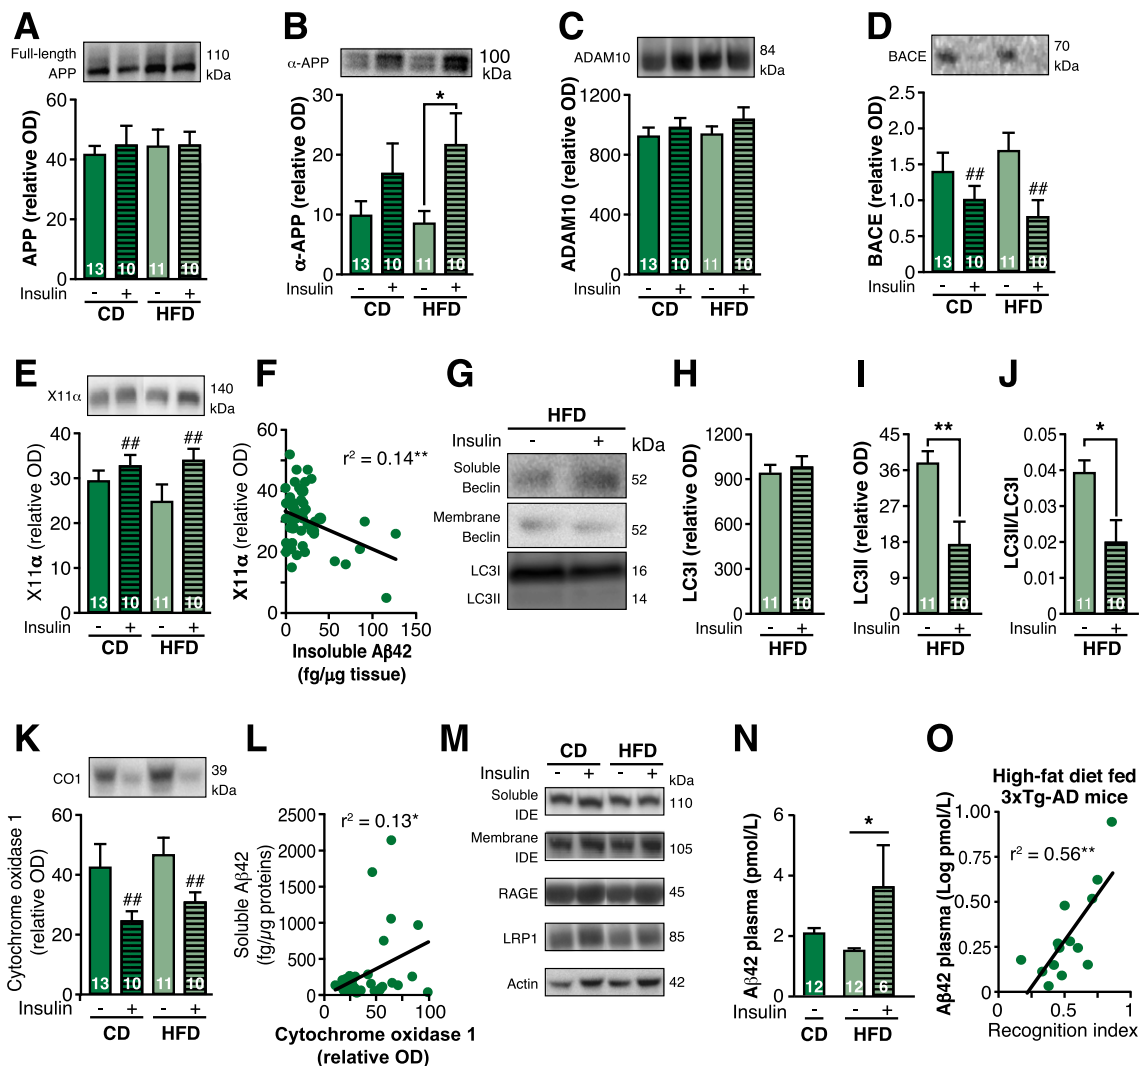 A
Full-length
APP
110
kDa
APP (relative OD)
60
40
20
0
13
10
11
10
Insulin
-
+
-
+
CD
HFD
B
α-APP
100
kDa
α-APP (relative OD)
30
20
10
0
*
13
10
11
10
Insulin
-
+
-
+
CD
HFD
C
ADAM10
84
kDa
ADAM10 (relative OD)
1200
900
400
0
13
10
11
10
Insulin
-
+
-
+
CD
HFD
D
BACE
70
kDa
BACE (relative OD)
2.5
2.0
1.5
1.0
0.5
0.0
##
##
13
10
11
10
Insulin
-
+
-
+
CD
HFD
E
X11α
140
kDa
X11α (relative OD)
40
30
20
10
0
##
##
13
10
11
10
Insulin
-
+
-
+
CD
HFD
F
X11α (relative OD)
60
40
20
0
r² = 0.14**
0
50
100
150
Insoluble Aβ42
(fg/μg tissue)
G
HFD
Insulin
-
+
kDa
Soluble
Beclin
52
Membrane
Beclin
52
LC3I
16
LC3II
14
H
LC3I (relative OD)
1200
900
600
300
0
11
10
Insulin
-
+
HFD
I
LC3II (relative OD)
45
36
27
18
9
0
**
11
10
Insulin
-
+
HFD
J
LC3II/LC3I
0.05
0.04
0.03
0.02
0.01
0.00
*
11
10
Insulin
-
+
HFD
K
CO1
39
kDa
Cytochrome oxidase 1
(relative OD)
60
40
20
0
##
##
13
10
11
10
Insulin
-
+
-
+
CD
HFD
L
Soluble Aβ42
(fg/μg proteins)
2500
2000
1500
1000
500
0
r² = 0.13*
0
50
100
Cytochrome oxidase 1
(relative OD)
M
CD
HFD
Insulin
-
+
-
+
kDa
Soluble
IDE
110
Membrane
IDE
105
RAGE
45
LRP1
85
Actin
42
N
Aβ42 plasma (pmol/L)
6
4
2
0
*
12
12
6
Insulin
-
-
+
CD
HFD
O
High-fat diet fed
3xTg-AD mice
Aβ42 plasma (Log pmol/L)
1.00
0.75
0.50
0.25
0
r² = 0.56**
0
0.5
1
Recognition index